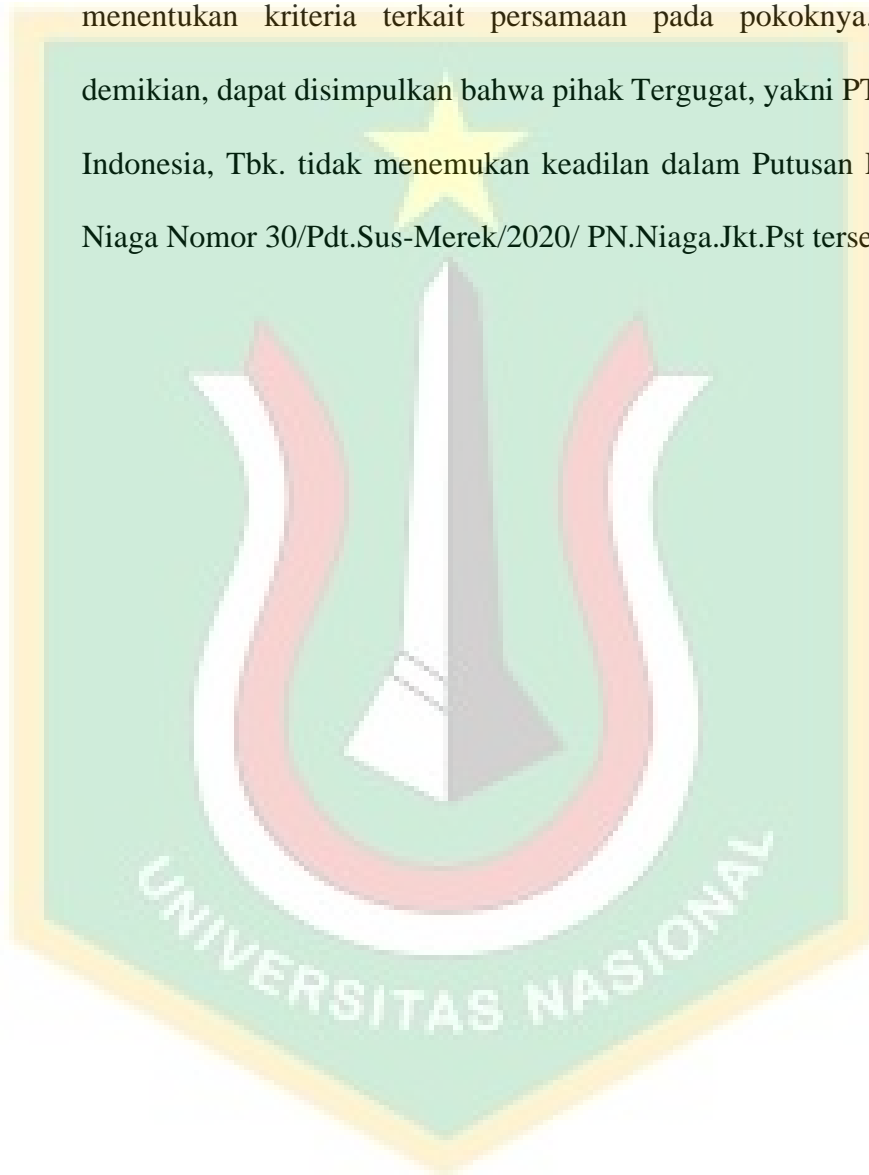 menentukan kriteria terkait persamaan pada pokoknya.
demikian, dapat disimpulkan bahwa pihak Tergugat, yakni PT
Indonesia, Tbk. tidak menemukan keadilan dalam Putusan
Niaga Nomor 30/Pdt.Sus-Merek/2020/ PN.Niaga.Jkt.Pst
UNIVERSITAS NASIONAL